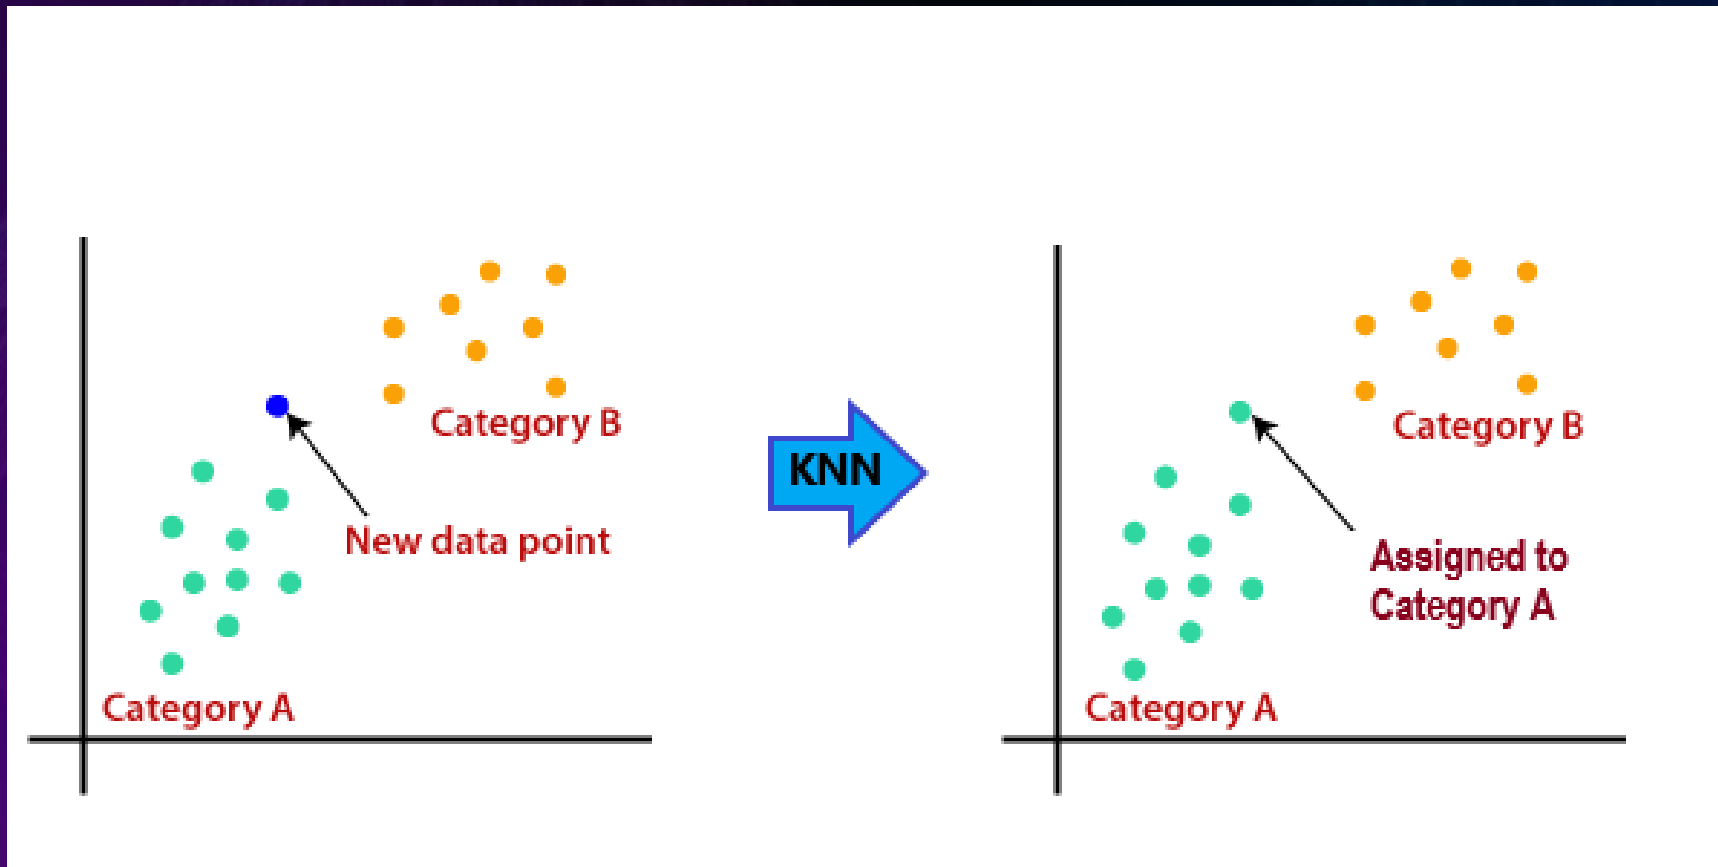 Category B
New data point
Category A
KNN
Category B
Assigned to
Category A
Category A